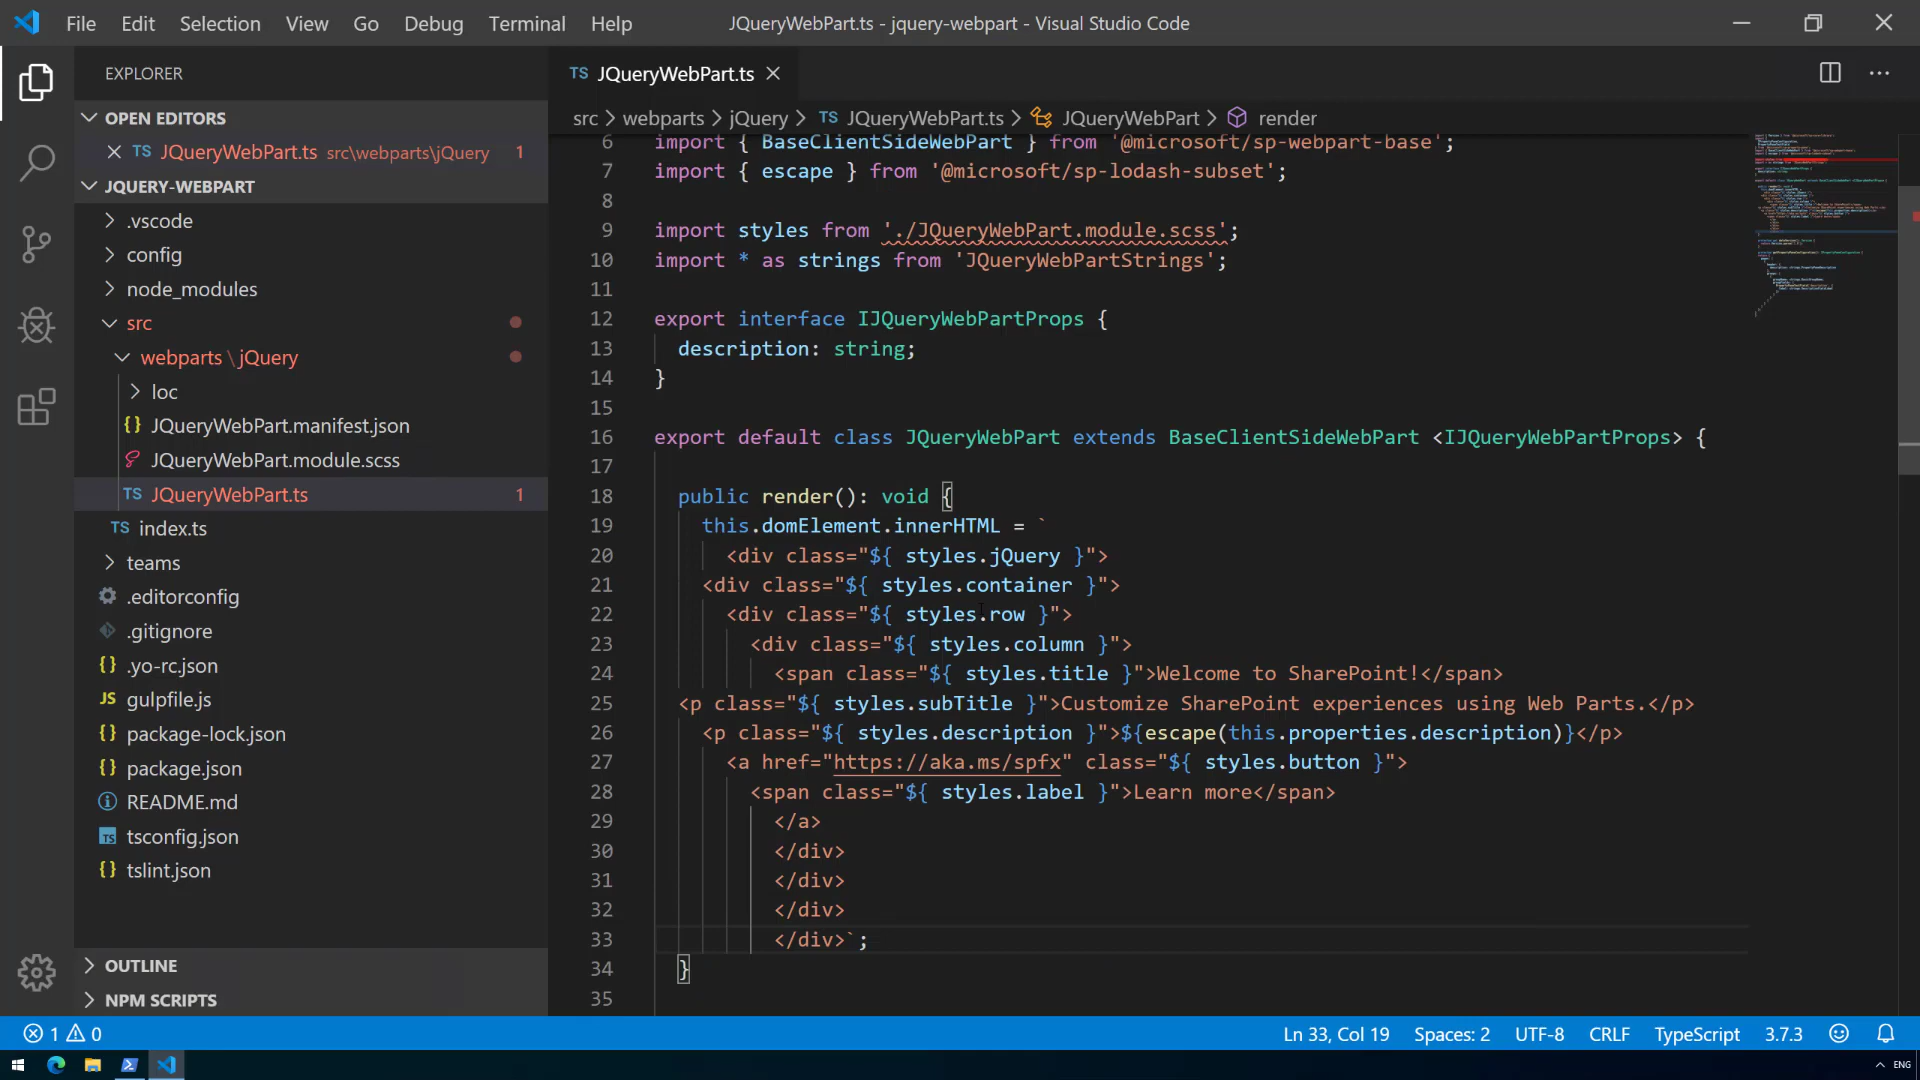 File Edit Selection View Go Debug Terminal Help
JQueryWebPart.ts - jquery-webpart - Visual Studio Code
EXPLORER
OPEN EDITORS
TS JQueryWebPart.ts src\webparts\jQuery 1
JQUERY-WEBPART
.vscode
config
node_modules
src
webparts \ jQuery
loc
{} JQueryWebPart.manifest.json
JQueryWebPart.module.scss
TS JQueryWebPart.ts 1
TS index.ts
teams
.editorconfig
.gitignore
{} .yo-rc.json
JS gulpfile.js
{} package-lock.json
{} package.json
README.md
TS tsconfig.json
{} tslint.json
OUTLINE
NPM SCRIPTS
TS JQueryWebPart.ts
src > webparts > jQuery > TS JQueryWebPart.ts > JQueryWebPart > render
6 import { BaseClientSideWebPart } from '@microsoft/sp-webpart-base';
7 import { escape } from '@microsoft/sp-lodash-subset';
8
9 import styles from './JQueryWebPart.module.scss';
10 import * as strings from 'JQueryWebPartStrings';
11
12 export interface IJQueryWebPartProps {
13 description: string;
14 }
15
16 export default class JQueryWebPart extends BaseClientSideWebPart <IJQueryWebPartProps> {
17
18 public render(): void {
19 this.domElement.innerHTML = `
20 <div class="${ styles.jQuery }">
21 <div class="${ styles.container }">
22 <div class="${ styles.row }">
23 <div class="${ styles.column }">
24 <span class="${ styles.title }">Welcome to SharePoint!</span>
25 <p class="${ styles.subTitle }">Customize SharePoint experiences using Web Parts.</p>
26 <p class="${ styles.description }">${escape(this.properties.description)}</p>
27 <a href="https://aka.ms/spfx" class="${ styles.button }">
28 <span class="${ styles.label }">Learn more</span>
29 </a>
30 </div>
31 </div>
32 </div>
33 </div>`;
34 }
35
1 0
Ln 33, Col 19 Spaces: 2 UTF-8 CRLF TypeScript 3.7.3
ENG